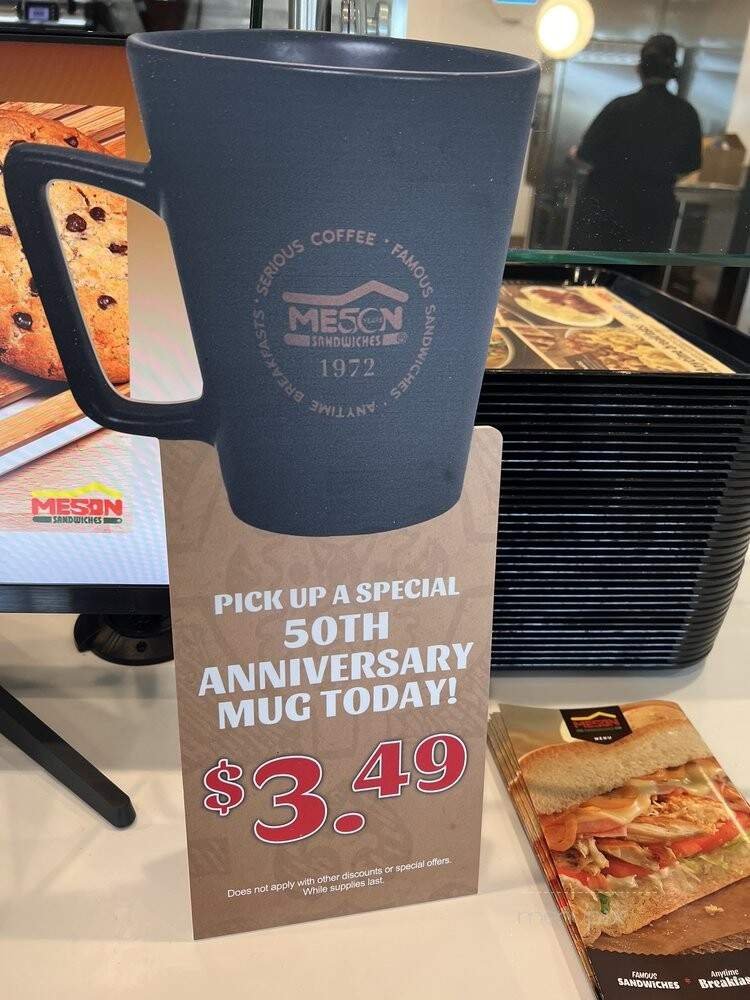 SERIOUS COFFEE · FAMOUS SANDWICHES · ANYTIME BREAKFASTS ·
MESON
SANDWICHES
1972
MESON
SANDWICHES
PICK UP A SPECIAL
50TH
ANNIVERSARY
MUG TODAY!
$3.49
Does not apply with other discounts or special offers.
While supplies last.
MESON
MENU
FAMOUS
SANDWICHES
Anytime
Breakfas